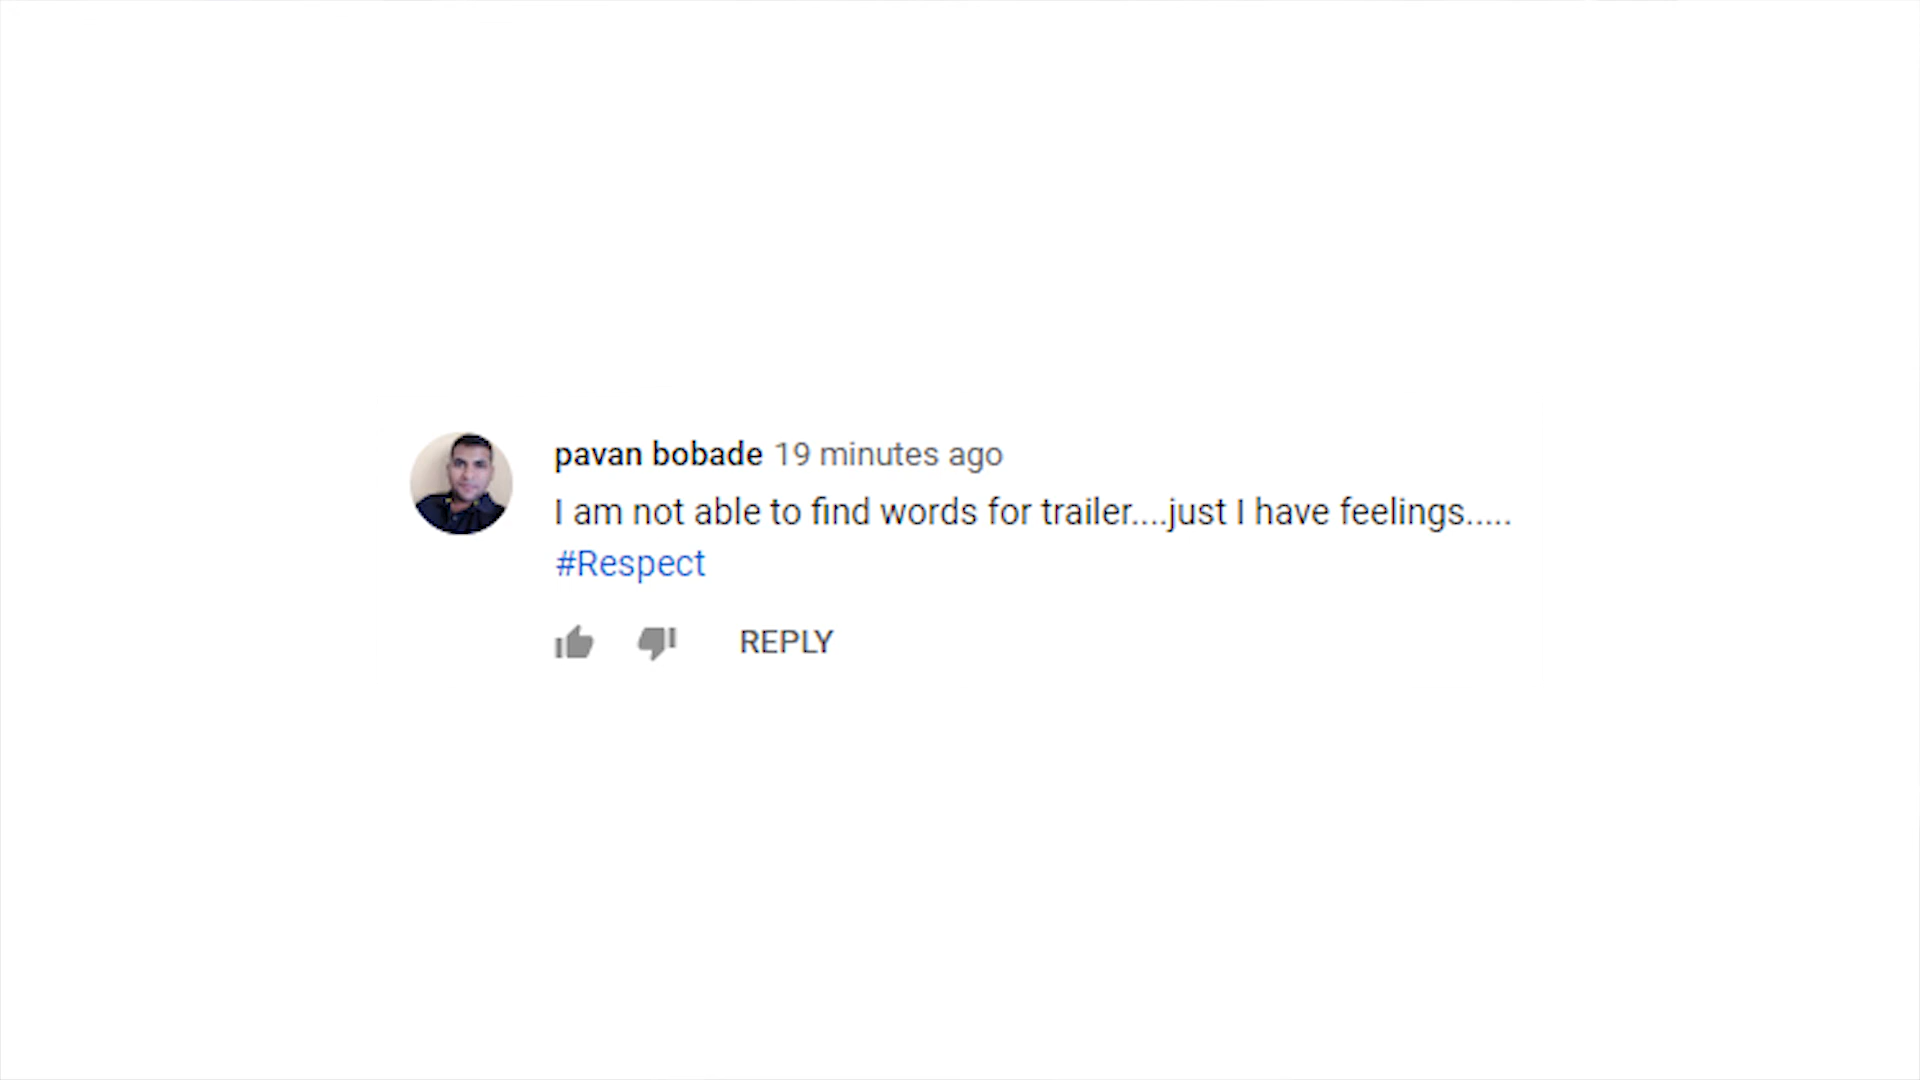 pavan bobade 19 minutes ago
I am not able to find words for trailer....just I have feelings.....
#Respect
REPLY